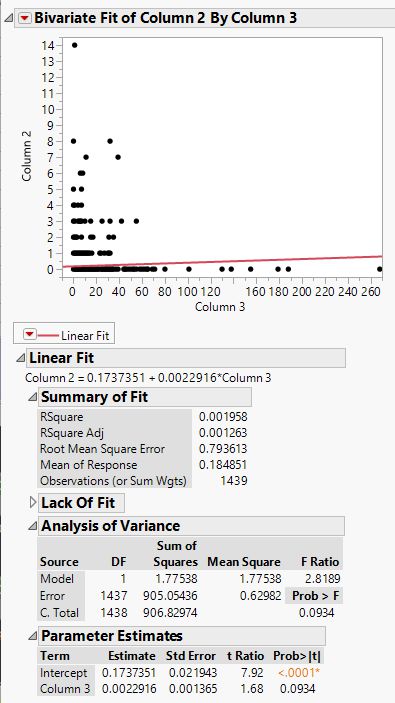 Bivariate Fit of Column 2 By Column 3
14
13
12
11
10
9
8
7
6
5
4
3
2
1
0
Column 2
0 20 40 60 80 100 120 140 160 180 200 220 240 260
Column 3
Linear Fit
Linear Fit
Column 2 = 0.1737351 + 0.0022916*Column 3
Summary of Fit
RSquare 0.001958
RSquare Adj 0.001263
Root Mean Square Error 0.793613
Mean of Response 0.184851
Observations (or Sum Wgts) 1439
Lack Of Fit
Analysis of Variance
Sum of
Source DF Squares Mean Square F Ratio
Model 1 1.77538 1.77538 2.8189
Error 1437 905.05436 0.62982 Prob > F
C. Total 1438 906.82974 0.0934
Parameter Estimates
Term Estimate Std Error t Ratio Prob>|t|
Intercept 0.1737351 0.021943 7.92 <.0001*
Column 3 0.0022916 0.001365 1.68 0.0934